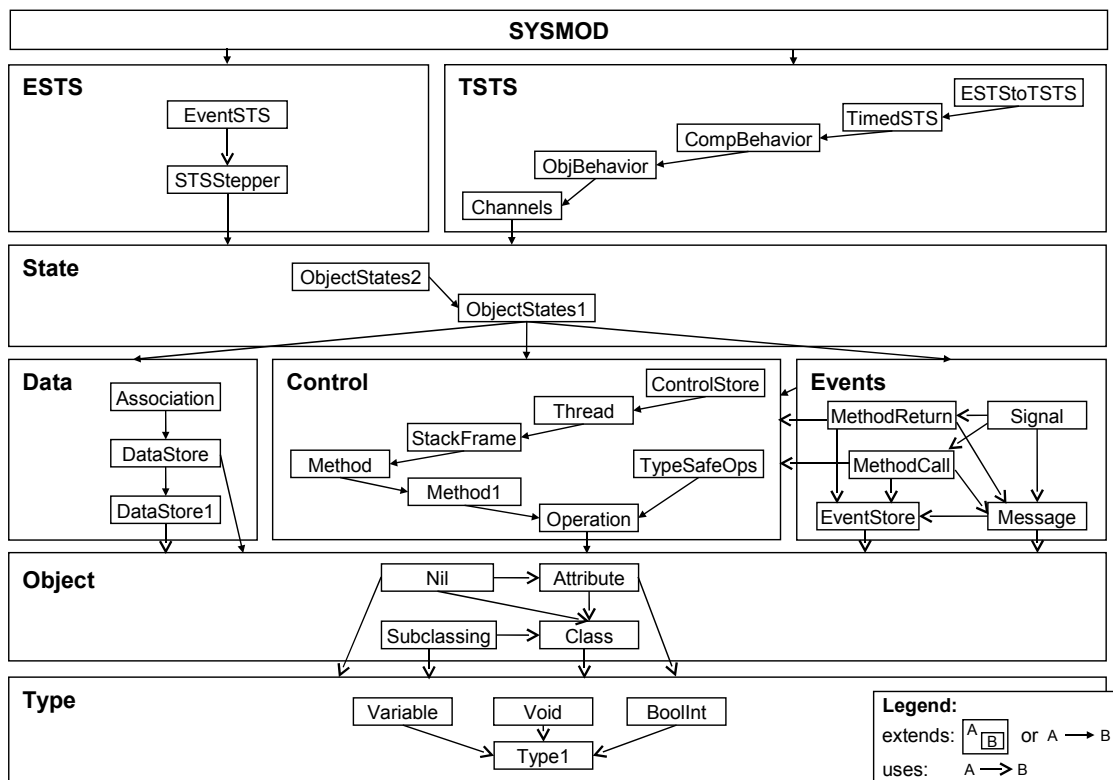 SYSMOD
ESTS
EventSTS
STSStepper
TSTS
ESTStoTSTS
TimedSTS
CompBehavior
ObjBehavior
Channels
State
ObjectStates2
ObjectStates1
Data
Association
DataStore
DataStore1
Control
ControlStore
Thread
StackFrame
Method
TypeSafeOps
Method1
Operation
Events
MethodReturn
Signal
MethodCall
EventStore
Message
Object
Nil
Attribute
Subclassing
Class
Type
Variable
Void
BoolInt
Type1
Legend:
extends: A B or A B
uses: A B